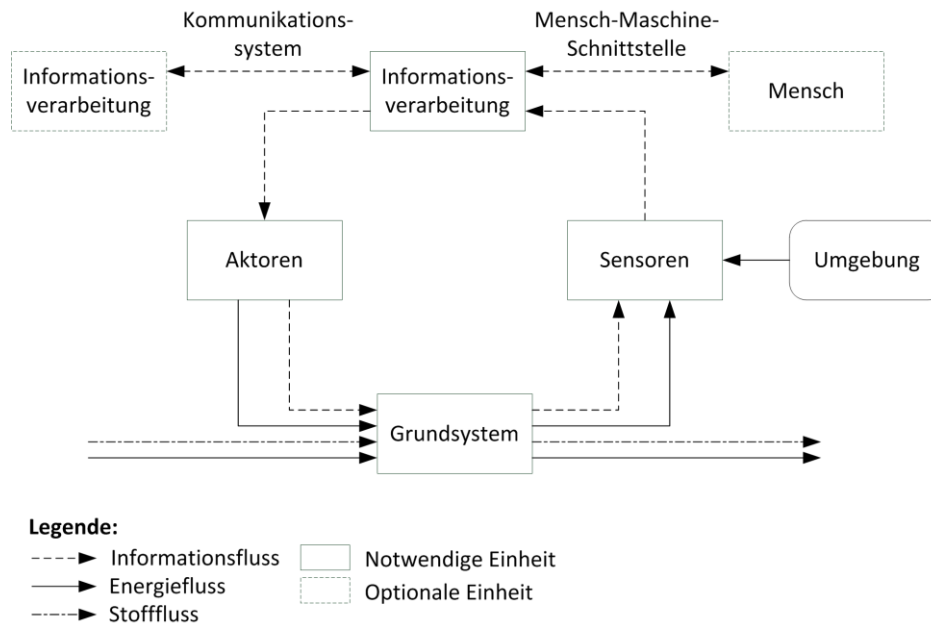 Kommunikations-
system
Mensch-Maschine-
Schnittstelle
Informations-
verarbeitung
Informations-
verarbeitung
Mensch
Aktoren
Sensoren
Umgebung
Grundsystem
Legende:
Informationsfluss
Energiefluss
Stofffluss
Notwendige Einheit
Optionale Einheit